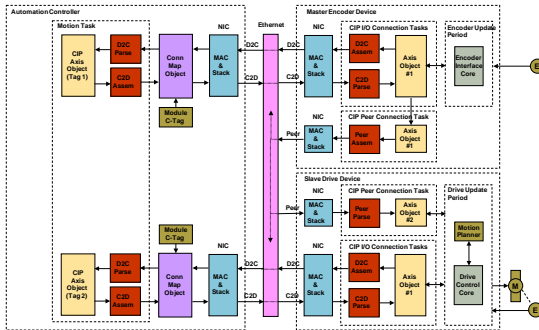 Automation Controller
Motion Task
CIP
Axis
Object
(Tag 1)
D2C
Parse
C2D
Assem
Conn
Map
Object
Module
C-Tag
NIC
MAC
&
Stack
D2C
C2D
Ethernet
D2C
C2D
Master Encoder Device
NIC
MAC
&
Stack
CIP I/O Connection Tasks
D2C
Assem
C2D
Parse
Axis
Object
#1
Encoder Update
Period
Encoder
Interface
Core
E
Peer
NIC
MAC
&
Stack
CIP Peer Connection Task
Peer
Assem
Axis
Object
#1
Slave Drive Device
Peer
NIC
MAC
&
Stack
CIP Peer Connection Task
Peer
Parse
Axis
Object
#2
Drive Update
Period
Motion
Planner
Drive
Control
Core
M
E
CIP
Axis
Object
(Tag 2)
D2C
Parse
C2D
Assem
Module
C-Tag
Conn
Map
Object
NIC
MAC
&
Stack
D2C
C2D
D2C
C2D
NIC
MAC
&
Stack
CIP I/O Connection Tasks
D2C
Assem
C2D
Parse
Axis
Object
#1